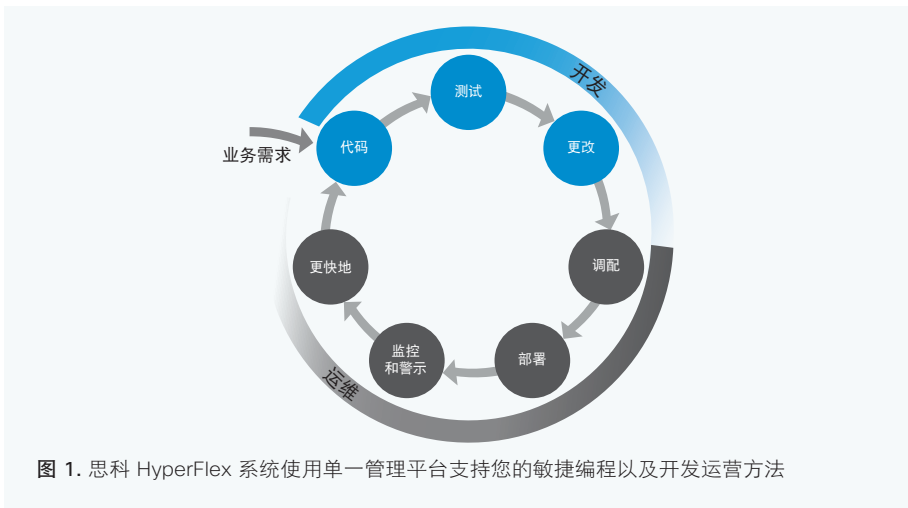 开发
测试
代码
更改
业务需求
更快地
调配
监控
和警示
部署
运维
图 1. 思科 HyperFlex 系统使用单一管理平台支持您的敏捷编程以及开发运营方法